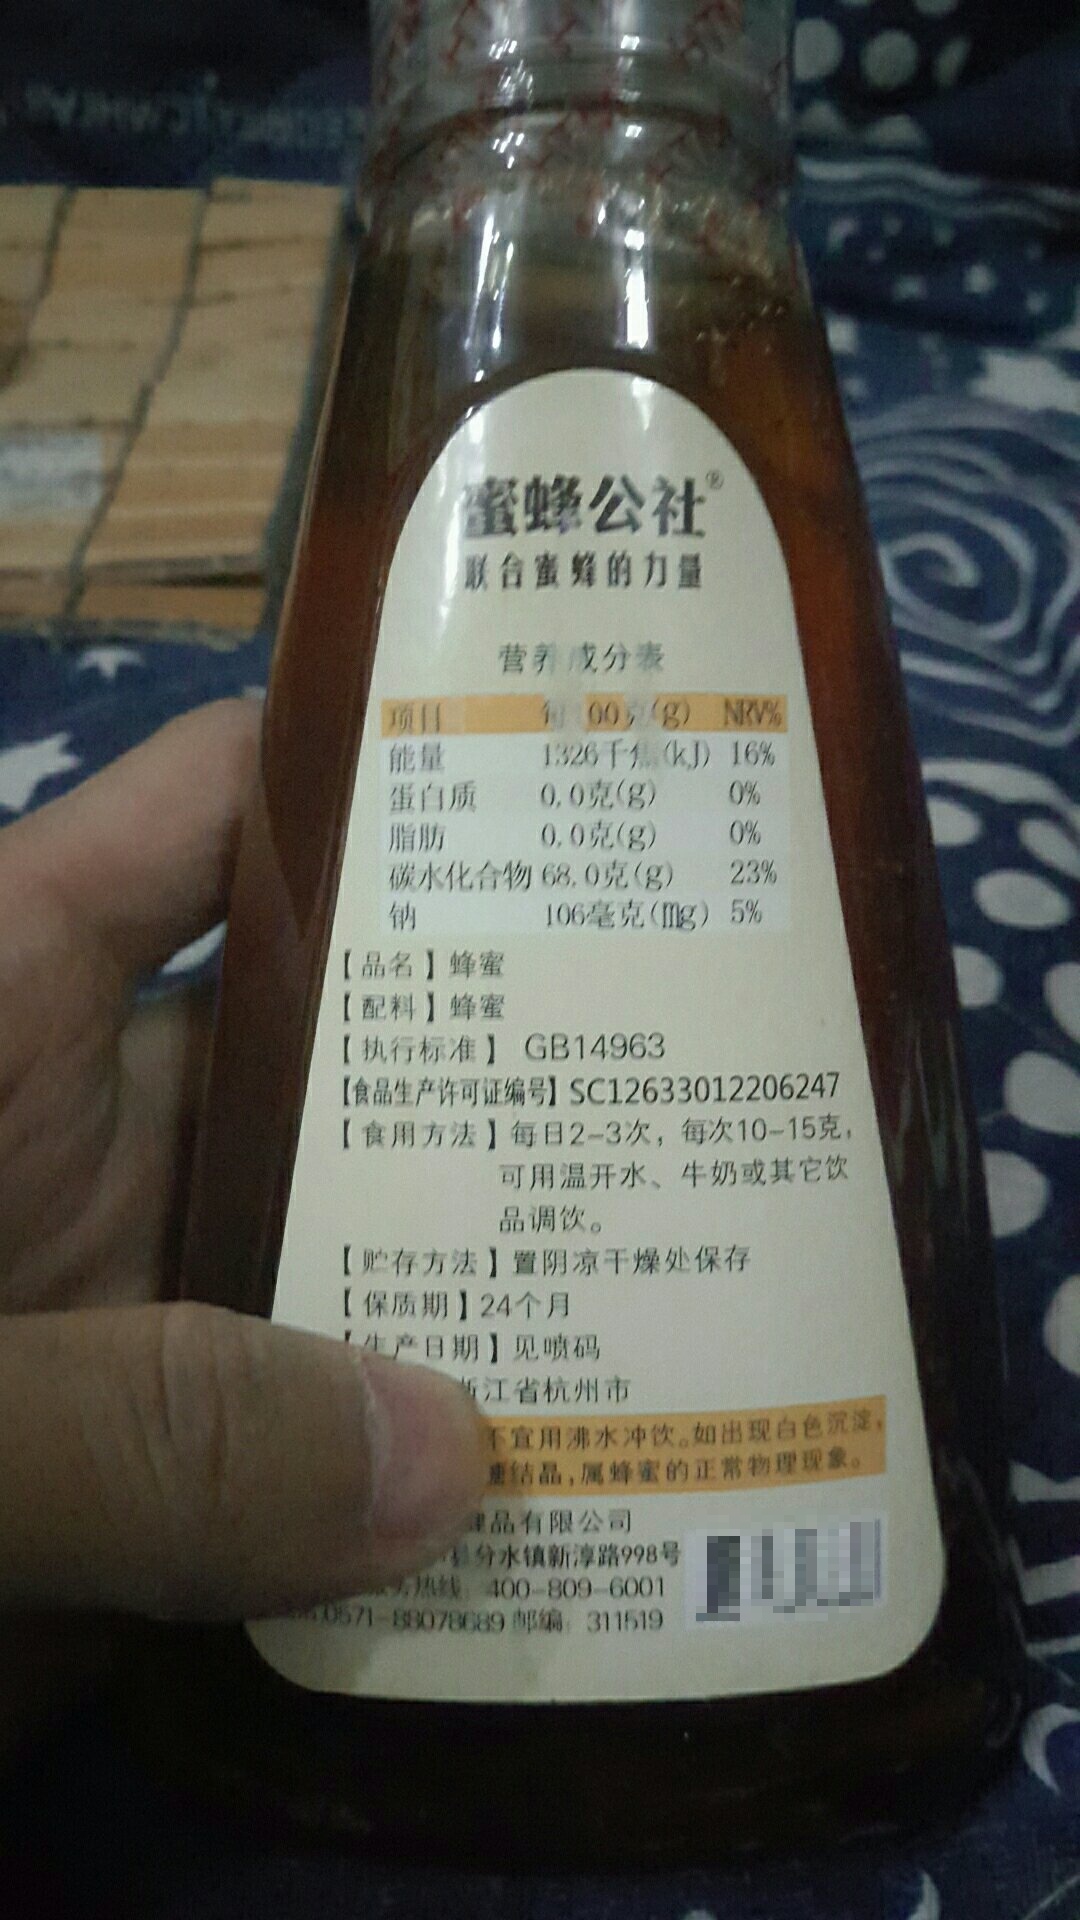 蜜蜂公社®
联合蜜蜂的力量
营养成分表
项目 每 00克(g) NRV%
能量 1326千焦(kJ) 16%
蛋白质 0.0克(g) 0%
脂肪 0.0克(g) 0%
碳水化合物 68.0克(g) 23%
钠 106毫克(mg) 5%
【品名】蜂蜜
【配料】蜂蜜
【执行标准】 GB14963
【食品生产许可证编号】SC12633012206247
【食用方法】每日2-3次，每次10-15克，
可用温开水、牛奶或其它饮
品调饮。
【贮存方法】置阴凉干燥处保存
【保质期】24个月
【生产日期】见喷码
浙江省杭州市
不宜用沸水冲饮。如出现白色沉淀，
糖结晶，属蜂蜜的正常物理现象。
健品有限公司
县分水镇新淳路998号
服务热线：400-809-6001
0571-88078689 邮编：311519